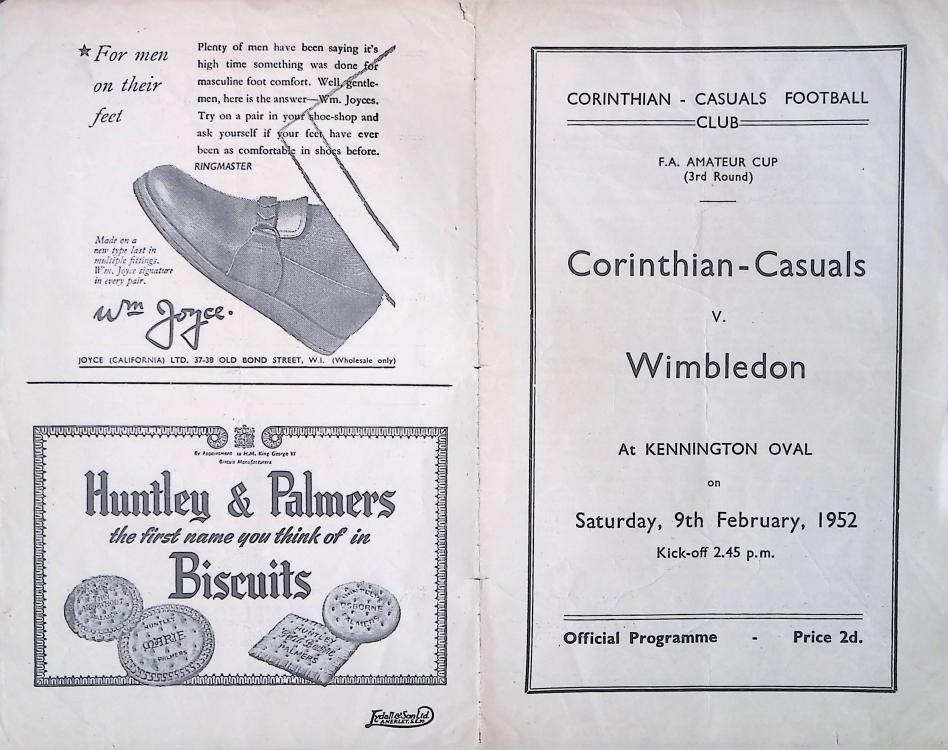 ★ For men
on their
feet
Plenty of men have been saying it's
high time something was done for
masculine foot comfort. Well, gentle-
men, here is the answer—Wm. Joyces.
Try on a pair in your shoe-shop and
ask yourself if your feet have ever
been as comfortable in shoes before.
RINGMASTER
Made on a
new type last in
multiple fittings.
Wm. Joyce signature
in every pair.
Wm Joyce.
JOYCE (CALIFORNIA) LTD. 37-38 OLD BOND STREET, W.I. (Wholesale only)
By Appointment to H.M. King George VI
Biscuit Manufacturers
Huntley & Palmers
the first name you think of in
Biscuits
HUNTLEY
MARIE
PALMERS
HUNTLEY
PALMERS
OSBORNE
PALMERS
Lydall & Son Ltd.
ANERLEY, S.E.20
CORINTHIAN - CASUALS FOOTBALL
CLUB
F.A. AMATEUR CUP
(3rd Round)
Corinthian-Casuals
V.
Wimbledon
At KENNINGTON OVAL
on
Saturday, 9th February, 1952
Kick-off 2.45 p.m.
Official Programme - Price 2d.